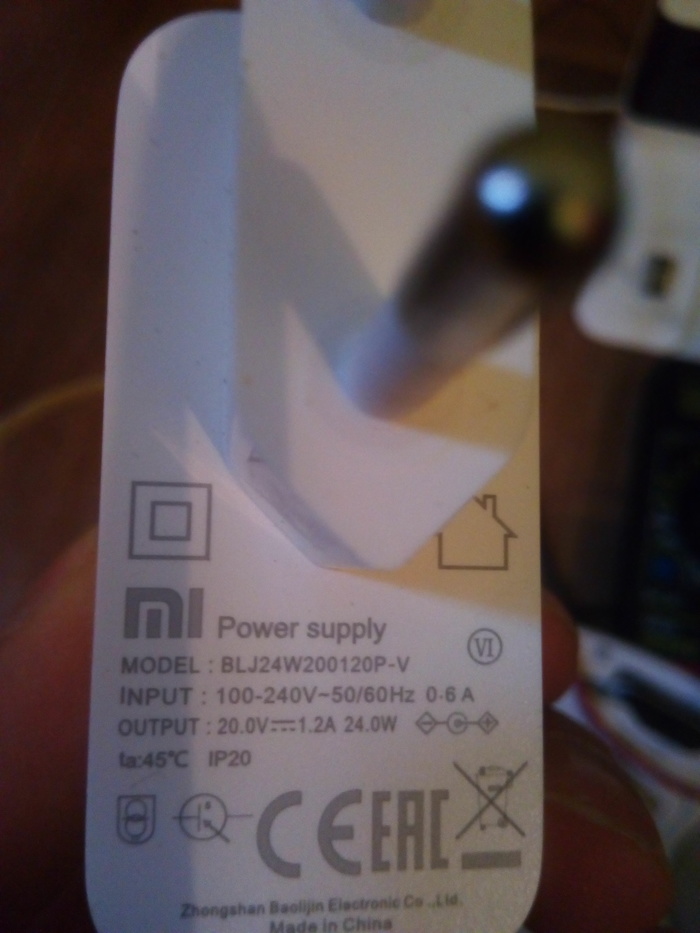 mi Power supply
VI
MODEL : BLJ24W200120P-V
INPUT : 100-240V~50/60Hz 0.6 A
OUTPUT : 20.0V⎓1.2A 24.0W
ta:45℃ IP20
CE EAC
Zhongshan Baolijin Electronic Co .,Ltd.
Made in China